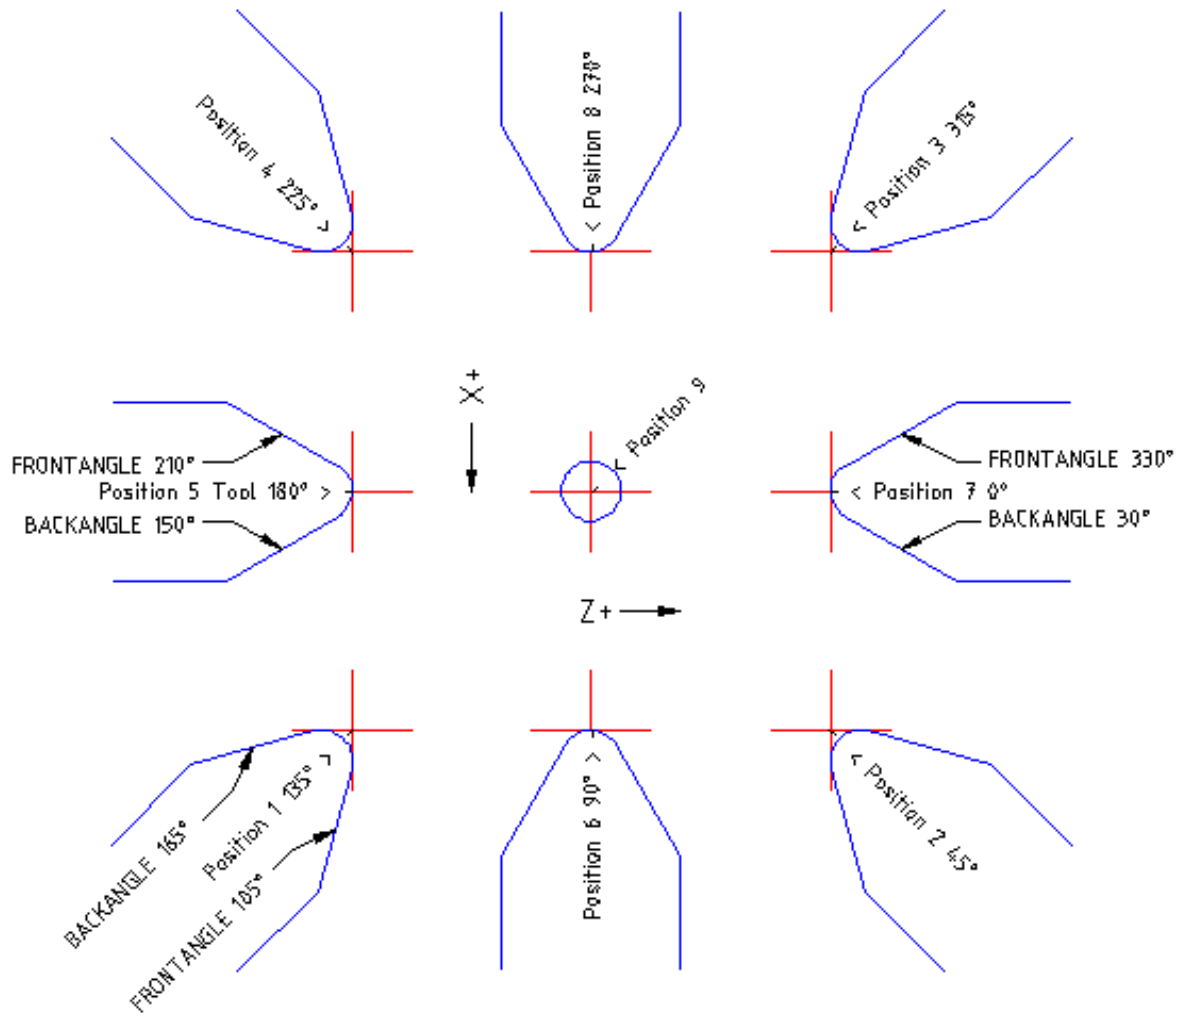 Position 4 225° >
< Position 8 270°
< Position 3 315°
X+
< Position 9
FRONTANGLE 210°
Position 5 Tool 180° >
BACKANGLE 150°
FRONTANGLE 330°
< Position 7 0°
BACKANGLE 30°
Z+
BACKANGLE 165°
Position 1 135° >
FRONTANGLE 105°
Position 6 90° >
< Position 2 45°